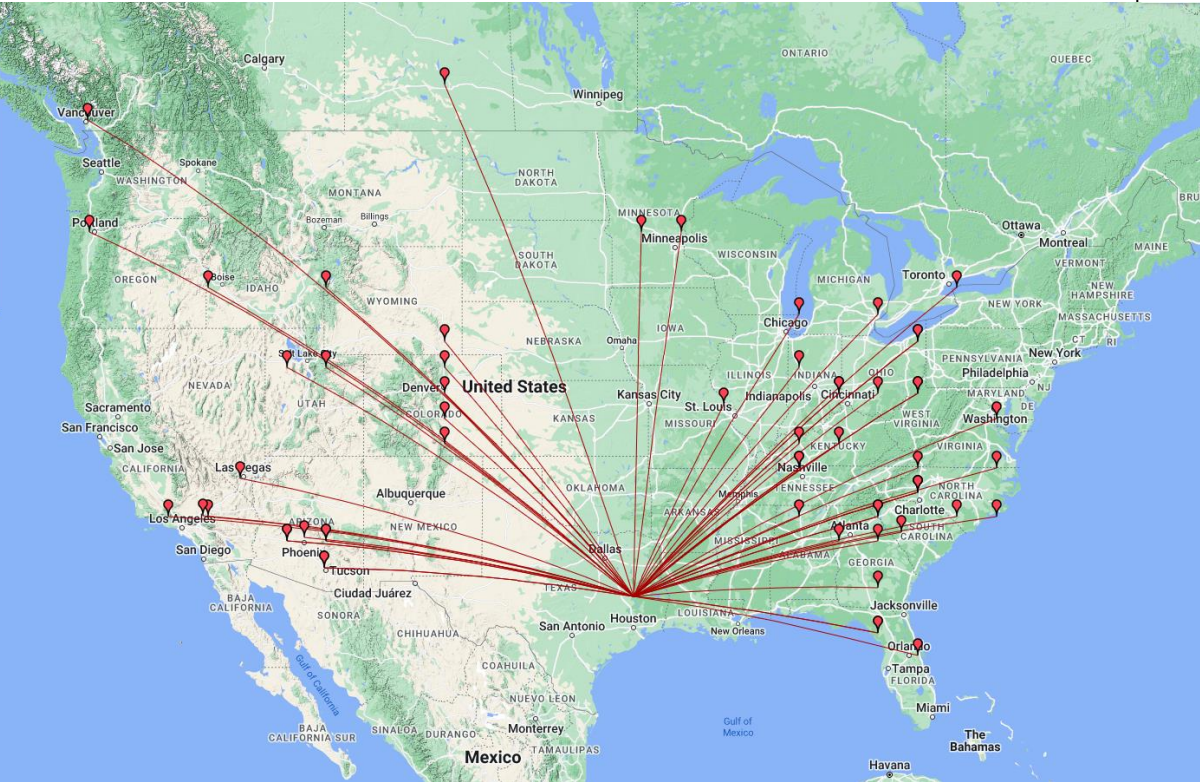 Calgary
ONTARIO
QUEBEC
Winnipeg
Vancouver
Seattle
Spokane
WASHINGTON
NORTH
DAKOTA
MONTANA
Bozeman
Billings
MINNESOTA
Minneapolis
Ottawa
Montreal
MAINE
BRU
Portland
SOUTH
DAKOTA
WISCONSIN
VERMONT
OREGON
Boise
IDAHO
WYOMING
MICHIGAN
Toronto
NEW
HAMPSHIRE
NEW YORK
MASSACHUSETTS
CT
RI
IOWA
Chicago
Omaha
NEBRASKA
Salt Lake City
NEVADA
UTAH
Denver
United States
ILLINOIS
INDIANA
OHIO
PENNSYLVANIA
New York
Philadelphia
NJ
Sacramento
San Francisco
San Jose
COLORADO
KANSAS
Kansas City
St. Louis
MISSOURI
Indianapolis
Cincinnati
MARYLAND
DE
Washington
WEST
VIRGINIA
VIRGINIA
KENTUCKY
CALIFORNIA
Las Vegas
Nashville
TENNESSEE
Albuquerque
OKLAHOMA
Memphis
NORTH
CAROLINA
Charlotte
Los Angeles
ARIZONA
NEW MEXICO
ARKANSAS
Atlanta
SOUTH
CAROLINA
San Diego
Phoenix
Dallas
MISSISSIPPI
ALABAMA
GEORGIA
Tucson
Ciudad Juárez
TEXAS
BAJA
CALIFORNIA
SONORA
CHIHUAHUA
San Antonio
Houston
LOUISIANA
New Orleans
Jacksonville
Orlando
Tampa
FLORIDA
COAHUILA
Gulf of California
NUEVO LEON
Miami
BAJA
CALIFORNIA SUR
SINALOA
DURANGO
Monterrey
TAMAULIPAS
Gulf of
Mexico
The
Bahamas
Mexico
Havana